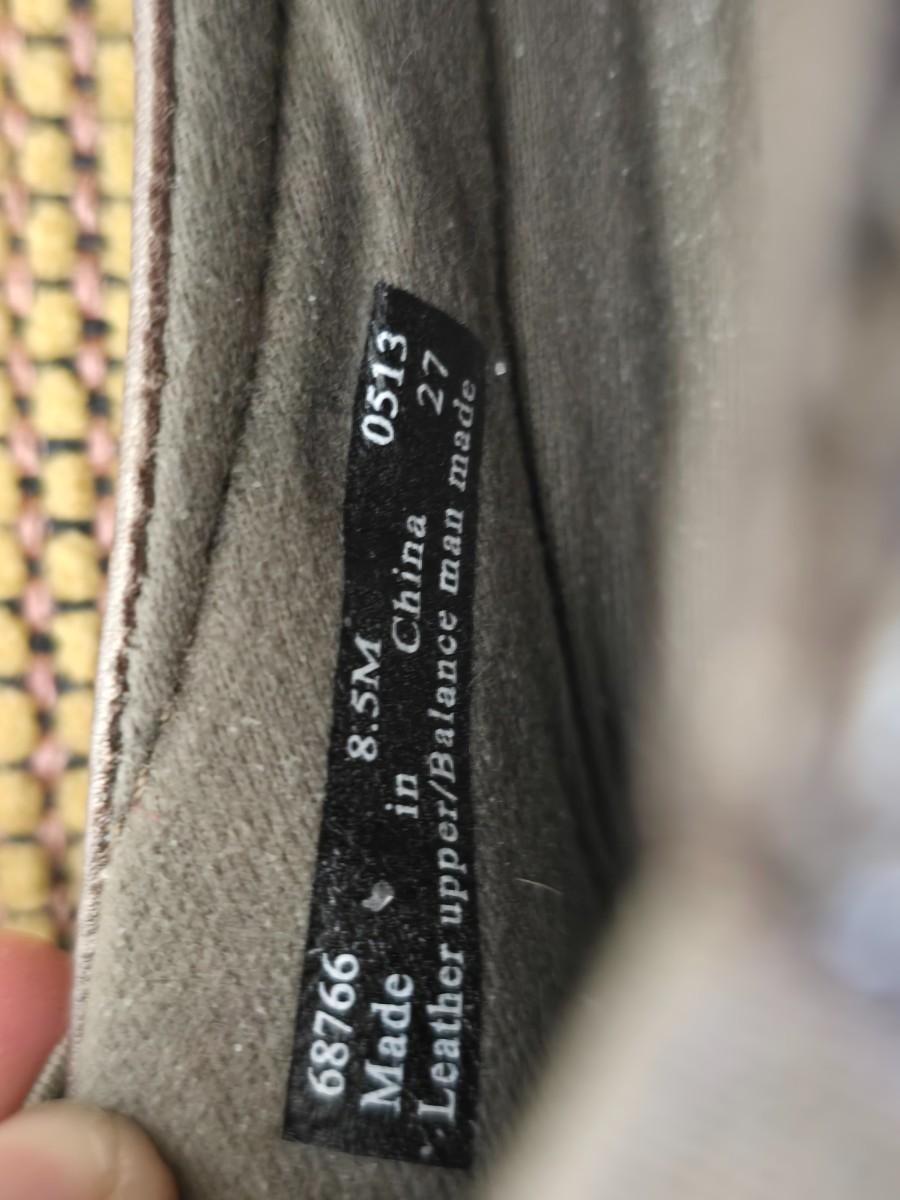 68766 8.5M 0513
Made in China 27
Leather upper/Balance man made